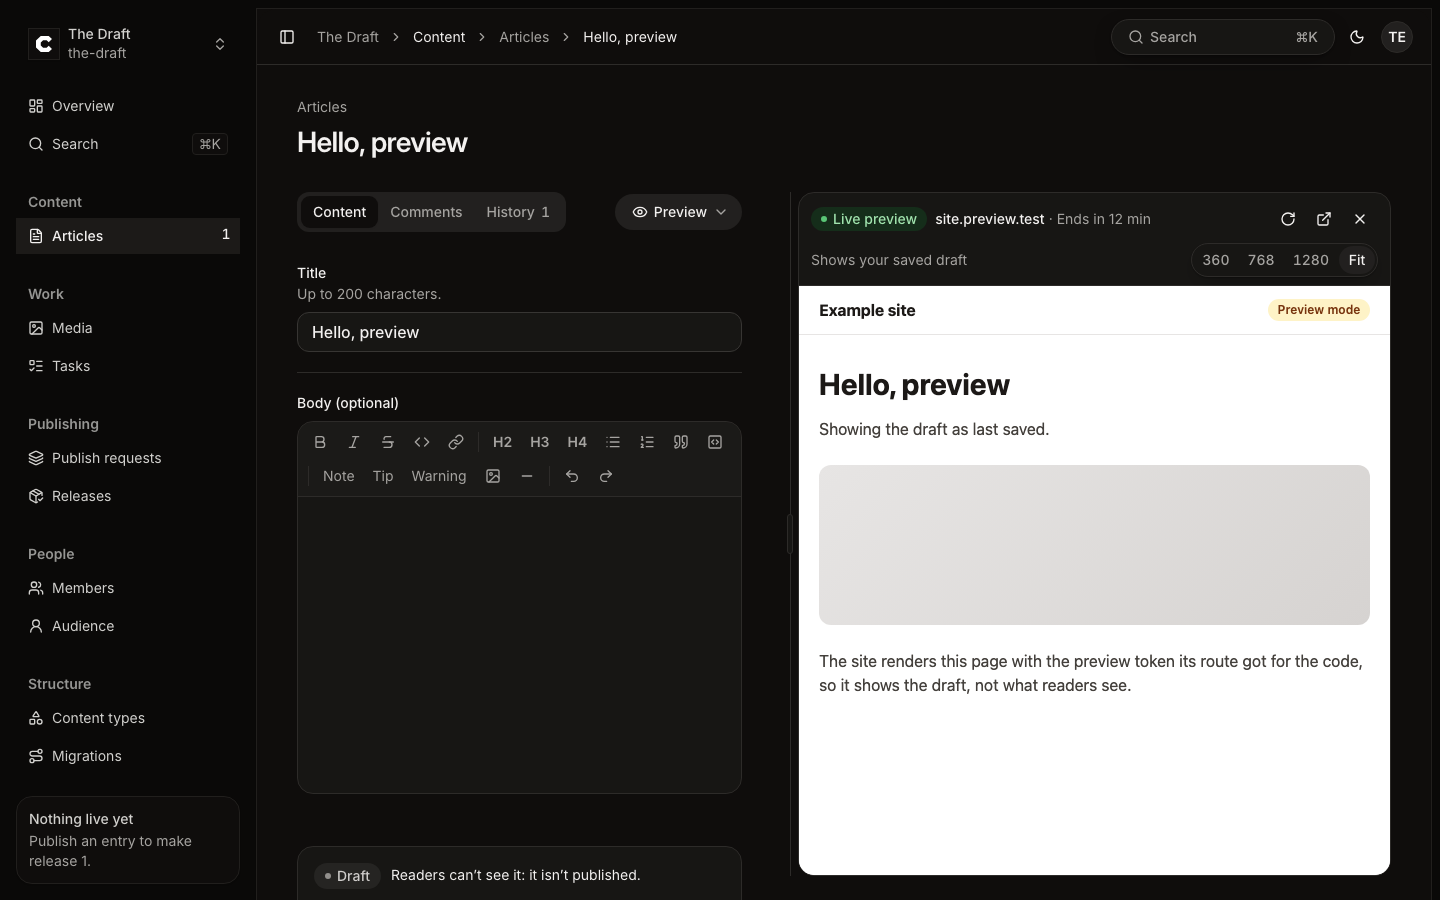 The Draft
the-draft
Overview
Search ⌘K
Content
Articles 1
Work
Media
Tasks
Publishing
Publish requests
Releases
People
Members
Audience
Structure
Content types
Migrations
Nothing live yet
Publish an entry to make
release 1.
The Draft > Content > Articles > Hello, preview
Search ⌘K
TE
Articles
Hello, preview
Content Comments History 1
Preview
Title
Up to 200 characters.
Hello, preview
Body (optional)
H2 H3 H4
Note Tip Warning
Draft Readers can’t see it: it isn’t published.
Live preview site.preview.test · Ends in 12 min
Shows your saved draft
360 768 1280 Fit
Example site
Preview mode
Hello, preview
Showing the draft as last saved.
The site renders this page with the preview token its route got for the code,
so it shows the draft, not what readers see.